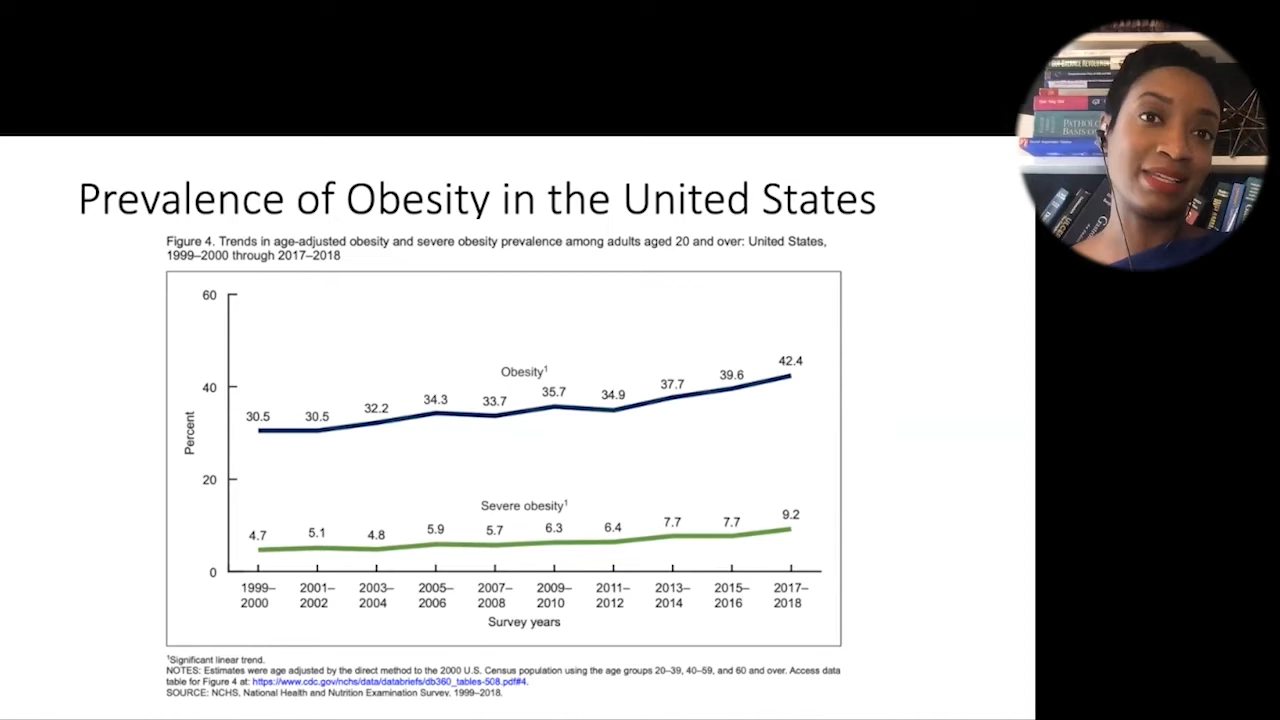 Prevalence of Obesity in the United States
Figure 4. Trends in age-adjusted obesity and severe obesity prevalence among adults aged 20 and over: United States,
1999–2000 through 2017–2018
60
40
20
0
Percent
Obesity¹
30.5 30.5 32.2 34.3 33.7 35.7 34.9 37.7 39.6 42.4
Severe obesity¹
4.7 5.1 4.8 5.9 5.7 6.3 6.4 7.7 7.7 9.2
1999– 2001– 2003– 2005– 2007– 2009– 2011– 2013– 2015– 2017–
2000 2002 2004 2006 2008 2010 2012 2014 2016 2018
Survey years
¹Significant linear trend.
NOTES: Estimates were age adjusted by the direct method to the 2000 U.S. Census population using the age groups 20–39, 40–59, and 60 and over. Access data
table for Figure 4 at: https://www.cdc.gov/nchs/data/databriefs/db360_tables-508.pdf#4.
SOURCE: NCHS, National Health and Nutrition Examination Survey, 1999–2018.
PATHOLO
BASIS O